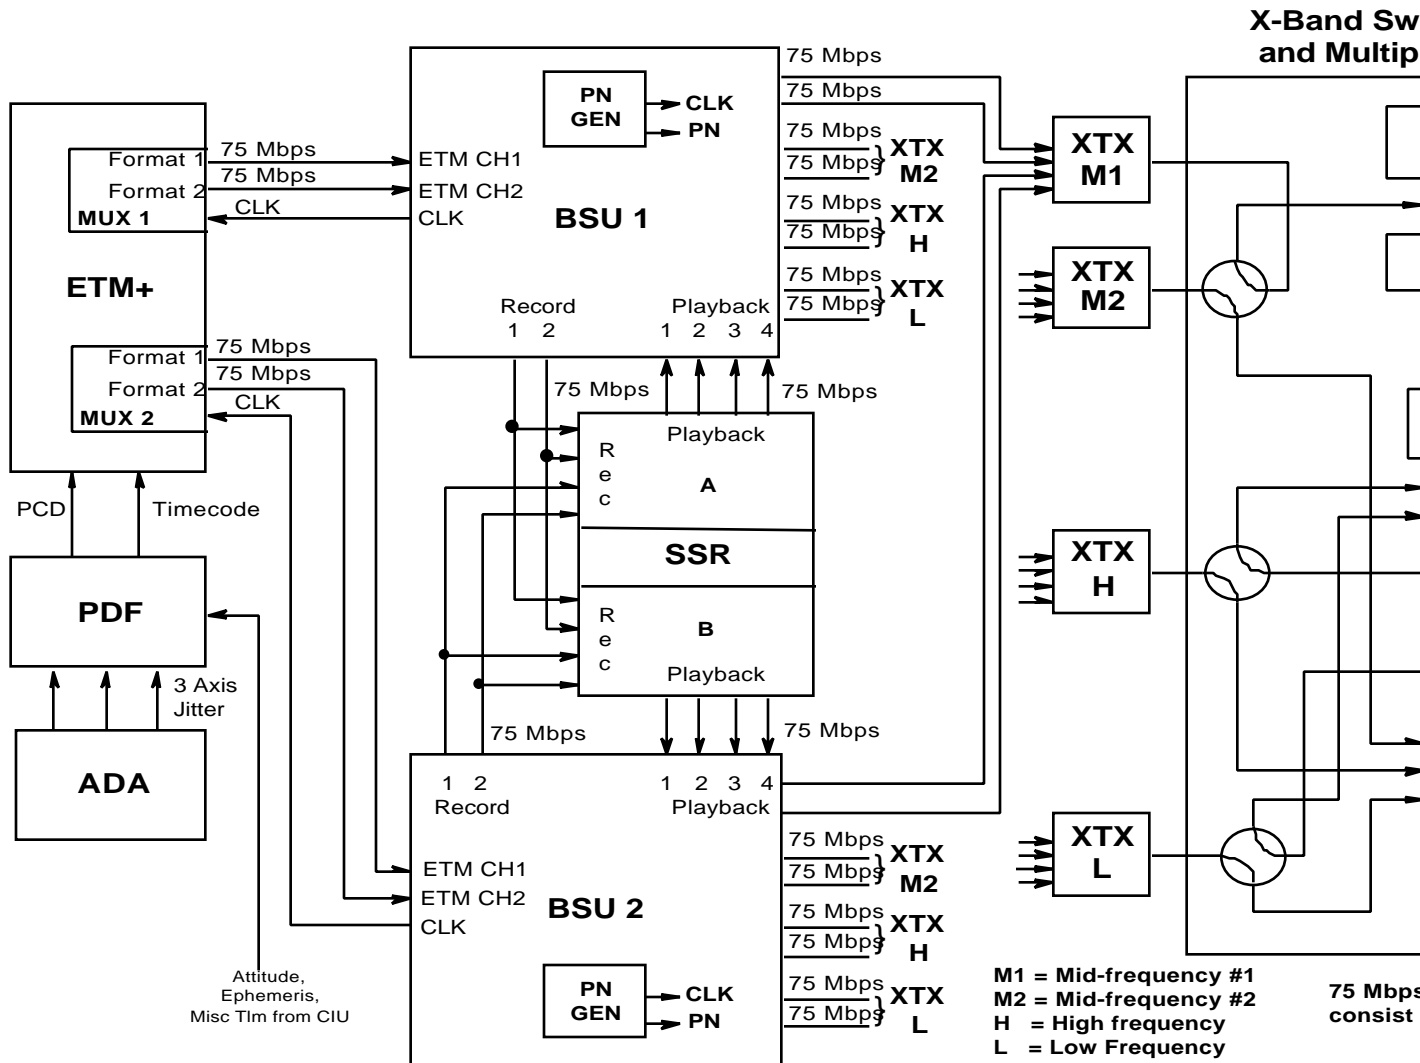 X-Band Sw
and Multip
ETM+
Format 1
Format 2
MUX 1
75 Mbps
75 Mbps
CLK
Format 1
Format 2
MUX 2
75 Mbps
75 Mbps
CLK
PCD
Timecode
PDF
3 Axis
Jitter
ADA
Attitude,
Ephemeris,
Misc Tlm from CIU
PN
GEN
CLK
PN
ETM CH1
ETM CH2
CLK
BSU 1
Record
1 2
Playback
1 2 3 4
75 Mbps
75 Mbps
75 Mbps
75 Mbps
XTX
M2
75 Mbps
75 Mbps
XTX
H
75 Mbps
75 Mbps
XTX
L
75 Mbps
75 Mbps
Playback
R
e
c
A
SSR
R
e
c
B
Playback
75 Mbps
75 Mbps
1 2
Record
1 2 3 4
Playback
ETM CH1
ETM CH2
CLK
BSU 2
PN
GEN
CLK
PN
75 Mbps
75 Mbps
XTX
M2
75 Mbps
75 Mbps
XTX
H
75 Mbps
75 Mbps
XTX
L
XTX
M1
XTX
M2
XTX
H
XTX
L
M1 = Mid-frequency #1
M2 = Mid-frequency #2
H = High frequency
L = Low Frequency
75 Mbps
consist